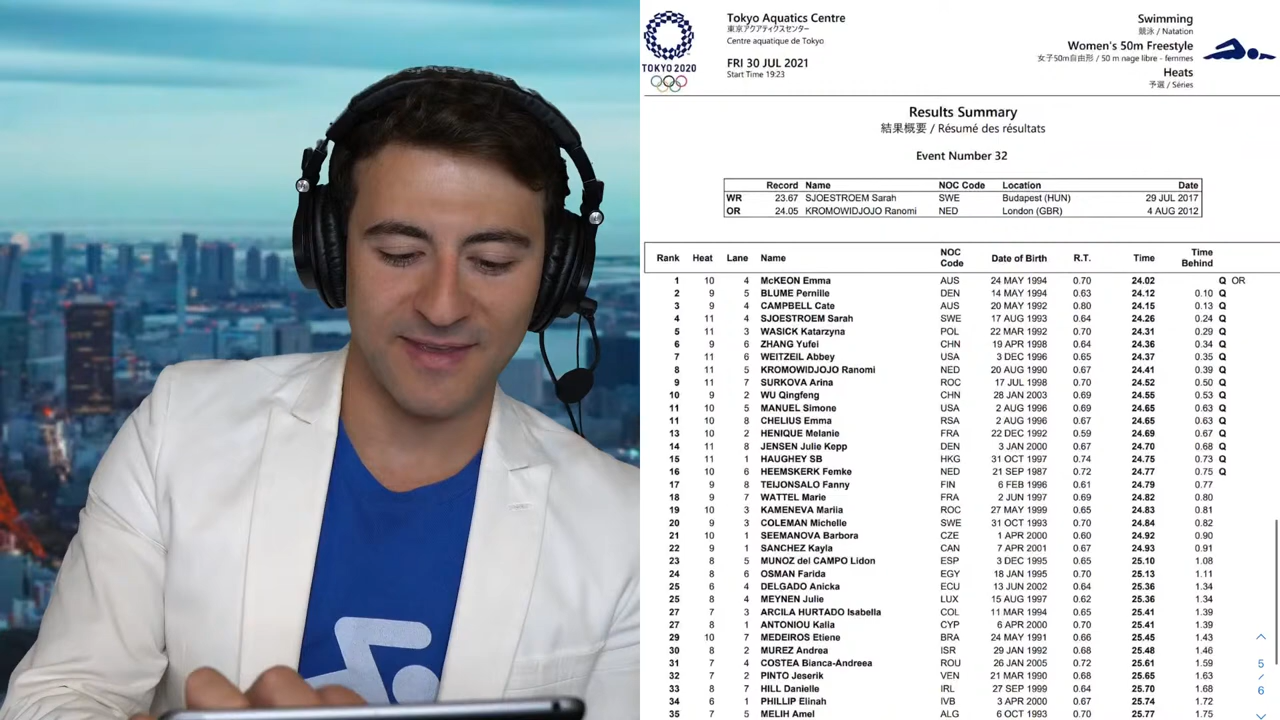 TOKYO 2020
Tokyo Aquatics Centre
東京アクアティクスセンター
Centre aquatique de Tokyo
FRI 30 JUL 2021
Start Time 19:23
Swimming
競泳 / Natation
Women's 50m Freestyle
女子50m自由形 / 50 m nage libre - femmes
Heats
予選 / Séries
Results Summary
結果概要 / Résumé des résultats
Event Number 32
Record Name NOC Code Location Date
WR 23.67 SJOESTROEM Sarah SWE Budapest (HUN) 29 JUL 2017
OR 24.05 KROMOWIDJOJO Ranomi NED London (GBR) 4 AUG 2012
Rank Heat Lane Name NOC Code Date of Birth R.T. Time Time Behind
1 10 4 McKEON Emma AUS 24 MAY 1994 0.70 24.02 Q OR
2 9 5 BLUME Pernille DEN 14 MAY 1994 0.63 24.12 0.10 Q
3 9 4 CAMPBELL Cate AUS 20 MAY 1992 0.80 24.15 0.13 Q
4 11 4 SJOESTROEM Sarah SWE 17 AUG 1993 0.64 24.26 0.24 Q
5 11 3 WASICK Katarzyna POL 22 MAR 1992 0.70 24.31 0.29 Q
6 9 6 ZHANG Yufei CHN 19 APR 1998 0.64 24.36 0.34 Q
7 11 6 WEITZEIL Abbey USA 3 DEC 1996 0.65 24.37 0.35 Q
8 11 5 KROMOWIDJOJO Ranomi NED 20 AUG 1990 0.67 24.41 0.39 Q
9 11 7 SURKOVA Arina ROC 17 JUL 1998 0.70 24.52 0.50 Q
10 9 2 WU Qingfeng CHN 28 JAN 2003 0.69 24.55 0.53 Q
11 10 5 MANUEL Simone USA 2 AUG 1996 0.69 24.65 0.63 Q
11 10 8 CHELIUS Emma RSA 2 AUG 1996 0.67 24.65 0.63 Q
13 10 2 HENIQUE Melanie FRA 22 DEC 1992 0.59 24.69 0.67 Q
14 11 8 JENSEN Julie Kepp DEN 3 JAN 2000 0.67 24.70 0.68 Q
15 11 1 HAUGHEY SB HKG 31 OCT 1997 0.74 24.75 0.73 Q
16 10 6 HEEMSKERK Femke NED 21 SEP 1987 0.72 24.77 0.75 Q
17 9 8 TEIJONSALO Fanny FIN 6 FEB 1996 0.61 24.79 0.77
18 9 7 WATTEL Marie FRA 2 JUN 1997 0.69 24.82 0.80
19 10 3 KAMENEVA Mariia ROC 27 MAY 1999 0.65 24.83 0.81
20 9 3 COLEMAN Michelle SWE 31 OCT 1993 0.70 24.84 0.82
21 10 1 SEEMANOVA Barbora CZE 1 APR 2000 0.60 24.92 0.90
22 9 1 SANCHEZ Kayla CAN 7 APR 2001 0.67 24.93 0.91
23 8 5 MUNOZ del CAMPO Lidon ESP 3 DEC 1995 0.65 25.10 1.08
24 8 6 OSMAN Farida EGY 18 JAN 1995 0.70 25.13 1.11
25 6 4 DELGADO Anicka ECU 13 JUN 2002 0.64 25.36 1.34
25 8 4 MEYNEN Julie LUX 15 AUG 1997 0.62 25.36 1.34
27 7 3 ARCILA HURTADO Isabella COL 11 MAR 1994 0.65 25.41 1.39
27 8 1 ANTONIOU Kalia CYP 6 APR 2000 0.70 25.41 1.39
29 10 7 MEDEIROS Etiene BRA 24 MAY 1991 0.66 25.45 1.43
30 8 2 MUREZ Andrea ISR 29 JAN 1992 0.68 25.48 1.46
31 7 4 COSTEA Bianca-Andreea ROU 26 JAN 2005 0.72 25.61 1.59
32 7 2 PINTO Jeserik VEN 21 MAR 1990 0.68 25.65 1.63
33 8 7 HILL Danielle IRL 27 SEP 1999 0.64 25.70 1.68
34 6 1 PHILLIP Elinah IVB 3 APR 2000 0.70 25.74 1.72
35 7 5 MELIH Amel ALG 6 OCT 1993 0.70 25.77 1.75
5
/
6